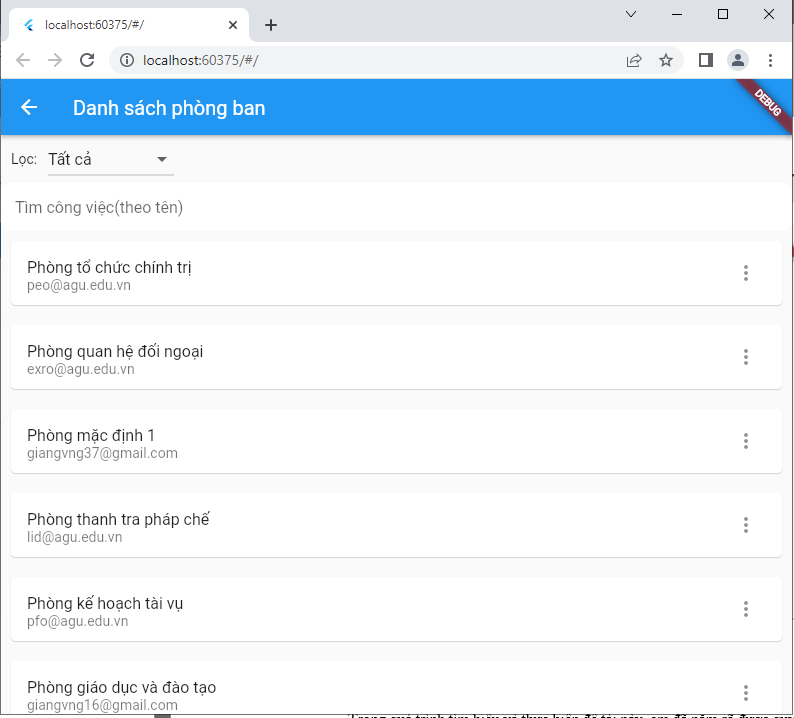 localhost:60375/#/
localhost:60375/#/
Danh sách phòng ban
DEBUG
Lọc: Tất cả
Tìm công việc(theo tên)
Phòng tổ chức chính trị
peo@agu.edu.vn
Phòng quan hệ đối ngoại
exro@agu.edu.vn
Phòng mặc định 1
giangvng37@gmail.com
Phòng thanh tra pháp chế
lid@agu.edu.vn
Phòng kế hoạch tài vụ
pfo@agu.edu.vn
Phòng giáo dục và đào tạo
giangvng16@gmail.com